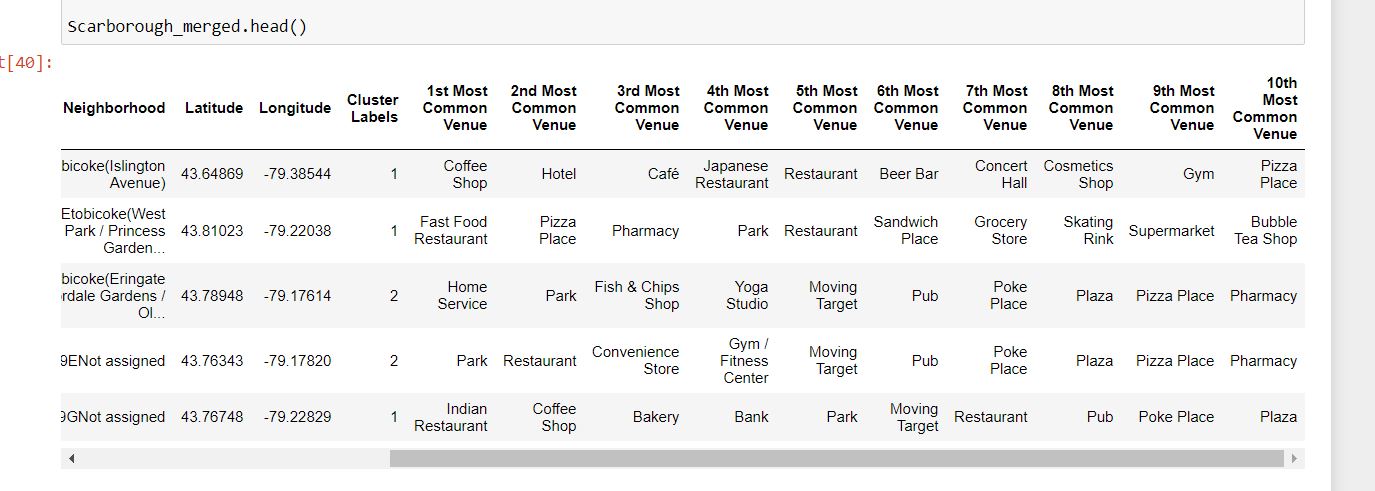 Scarborough_merged.head()
t[40]:
Neighborhood Latitude Longitude Cluster Labels 1st Most Common Venue 2nd Most Common Venue 3rd Most Common Venue 4th Most Common Venue 5th Most Common Venue 6th Most Common Venue 7th Most Common Venue 8th Most Common Venue 9th Most Common Venue 10th Most Common Venue
bicoke(Islington Avenue) 43.64869 -79.38544 1 Coffee Shop Hotel Café Japanese Restaurant Restaurant Beer Bar Concert Hall Cosmetics Shop Gym Pizza Place
Etobicoke(West Park / Princess Garden... 43.81023 -79.22038 1 Fast Food Restaurant Pizza Place Pharmacy Park Restaurant Sandwich Place Grocery Store Skating Rink Supermarket Bubble Tea Shop
bicoke(Eringate rdale Gardens / Ol... 43.78948 -79.17614 2 Home Service Park Fish & Chips Shop Yoga Studio Moving Target Pub Poke Place Plaza Pizza Place Pharmacy
9ENot assigned 43.76343 -79.17820 2 Park Restaurant Convenience Store Gym / Fitness Center Moving Target Pub Poke Place Plaza Pizza Place Pharmacy
9GNot assigned 43.76748 -79.22829 1 Indian Restaurant Coffee Shop Bakery Bank Park Moving Target Restaurant Pub Poke Place Plaza